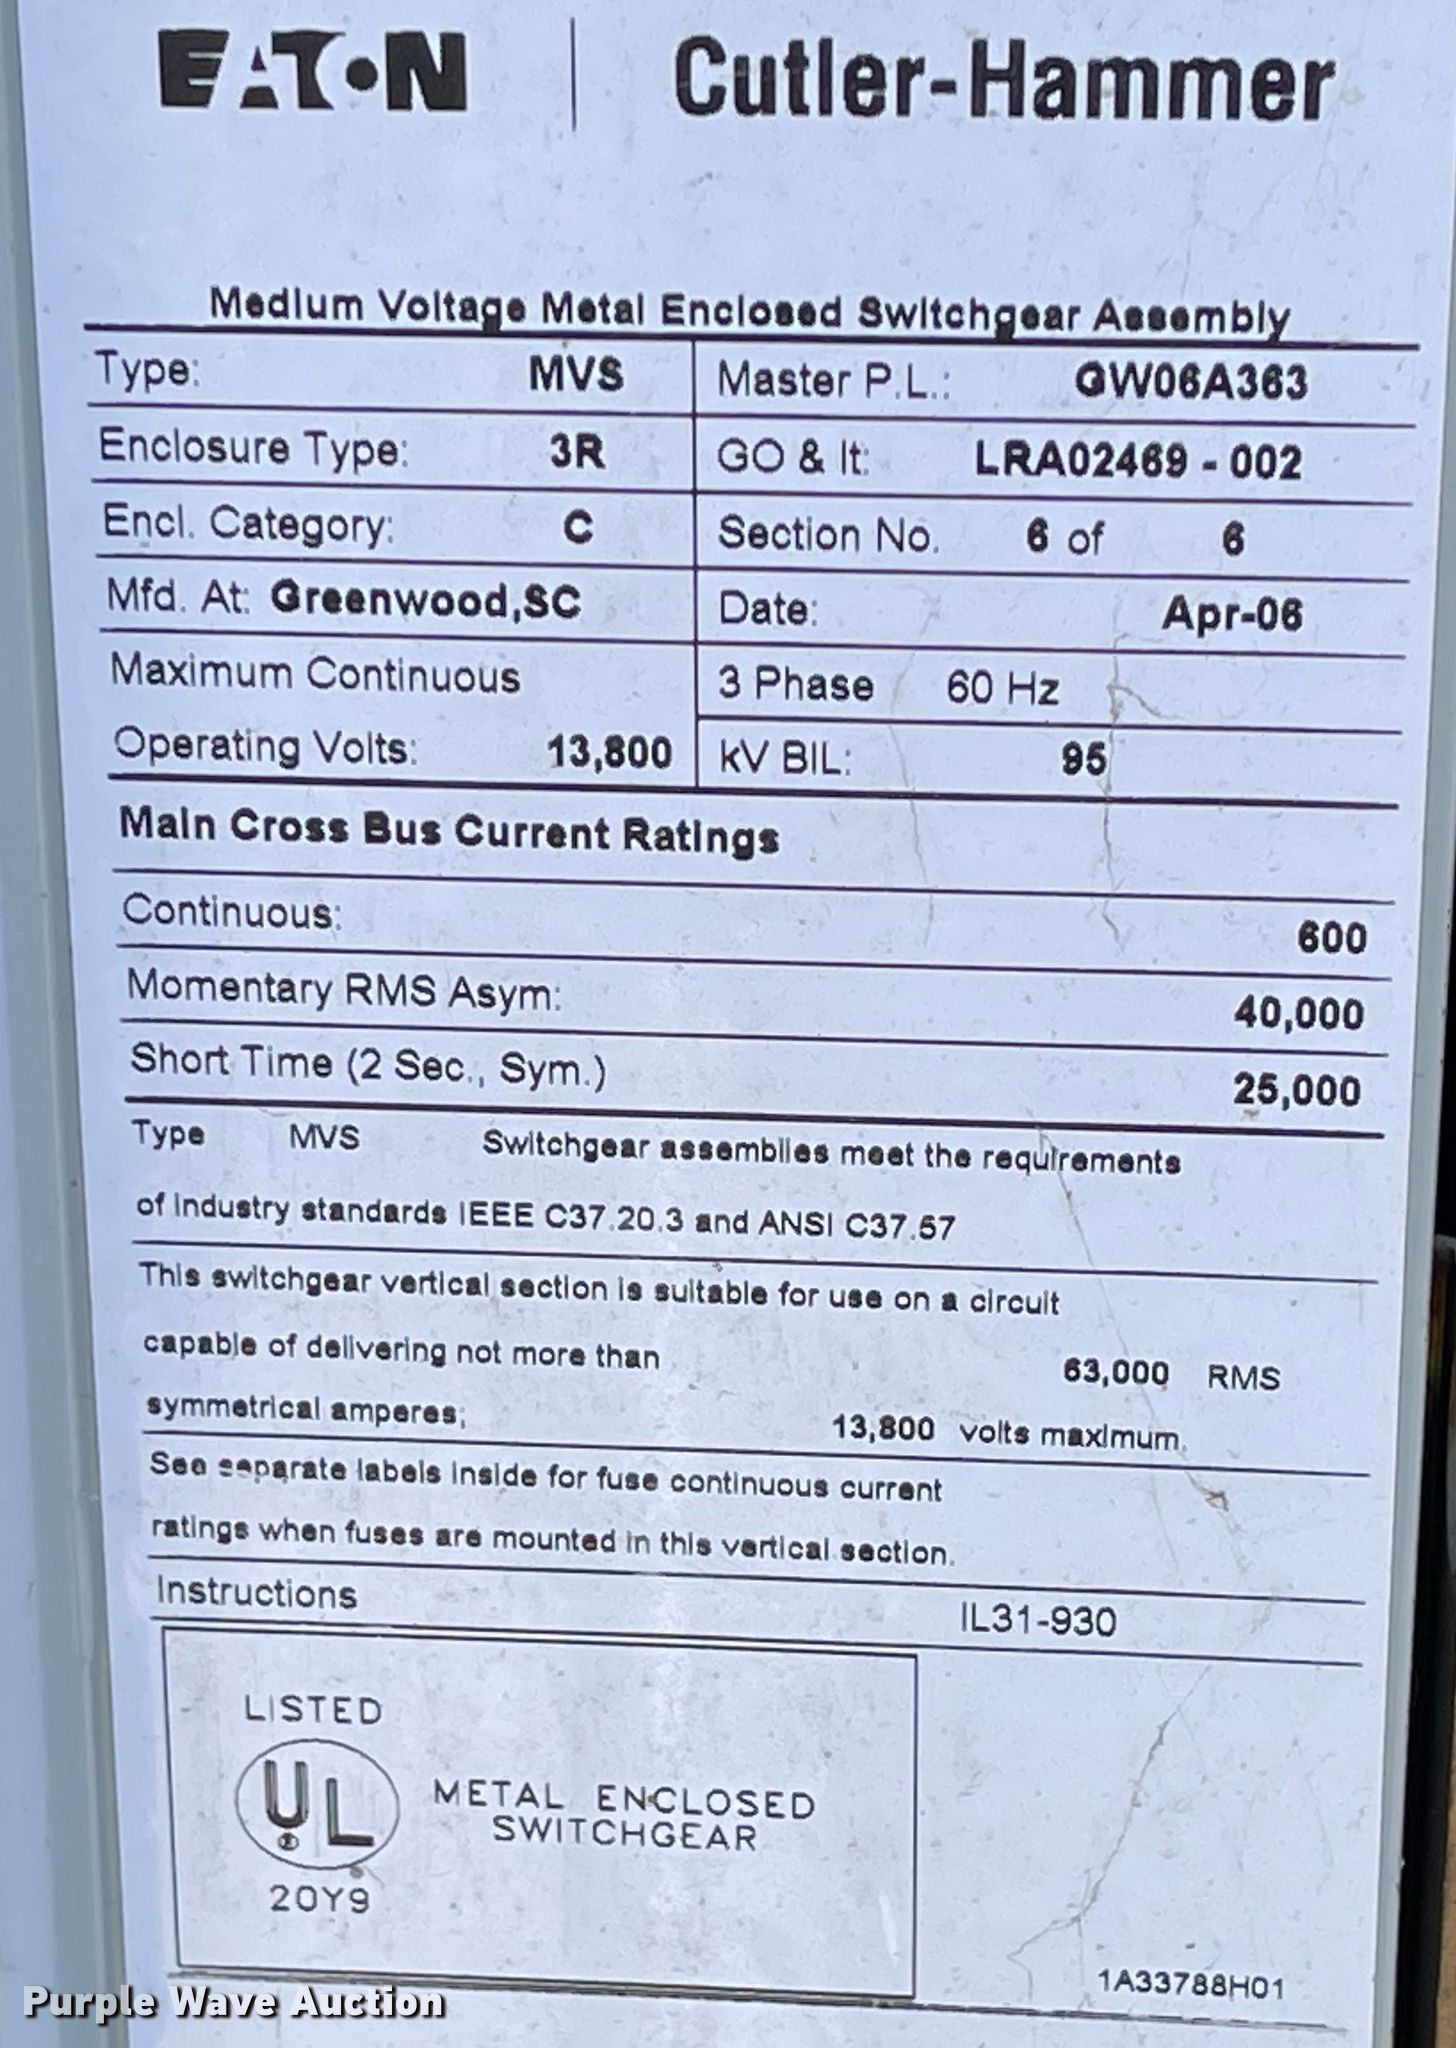 EATON | Cutler-Hammer
Medium Voltage Metal Enclosed Switchgear Assembly
Type: MVS Master P.L.: GW06A363
Enclosure Type: 3R GO & It: LRA02469 - 002
Encl. Category: C Section No. 6 of 6
Mfd. At: Greenwood,SC Date: Apr-06
Maximum Continuous 3 Phase 60 Hz
Operating Volts: 13,800 kV BIL: 95
Main Cross Bus Current Ratings
Continuous: 600
Momentary RMS Asym: 40,000
Short Time (2 Sec., Sym.) 25,000
Type MVS Switchgear assemblies meet the requirements
of industry standards IEEE C37.20.3 and ANSI C37.57
This switchgear vertical section is suitable for use on a circuit
capable of delivering not more than 63,000 RMS
symmetrical amperes; 13,800 volts maximum.
See separate labels inside for fuse continuous current
ratings when fuses are mounted in this vertical section.
Instructions IL31-930
LISTED
UL ®
METAL ENCLOSED
SWITCHGEAR
20Y9
1A33788H01
Purple Wave Auction